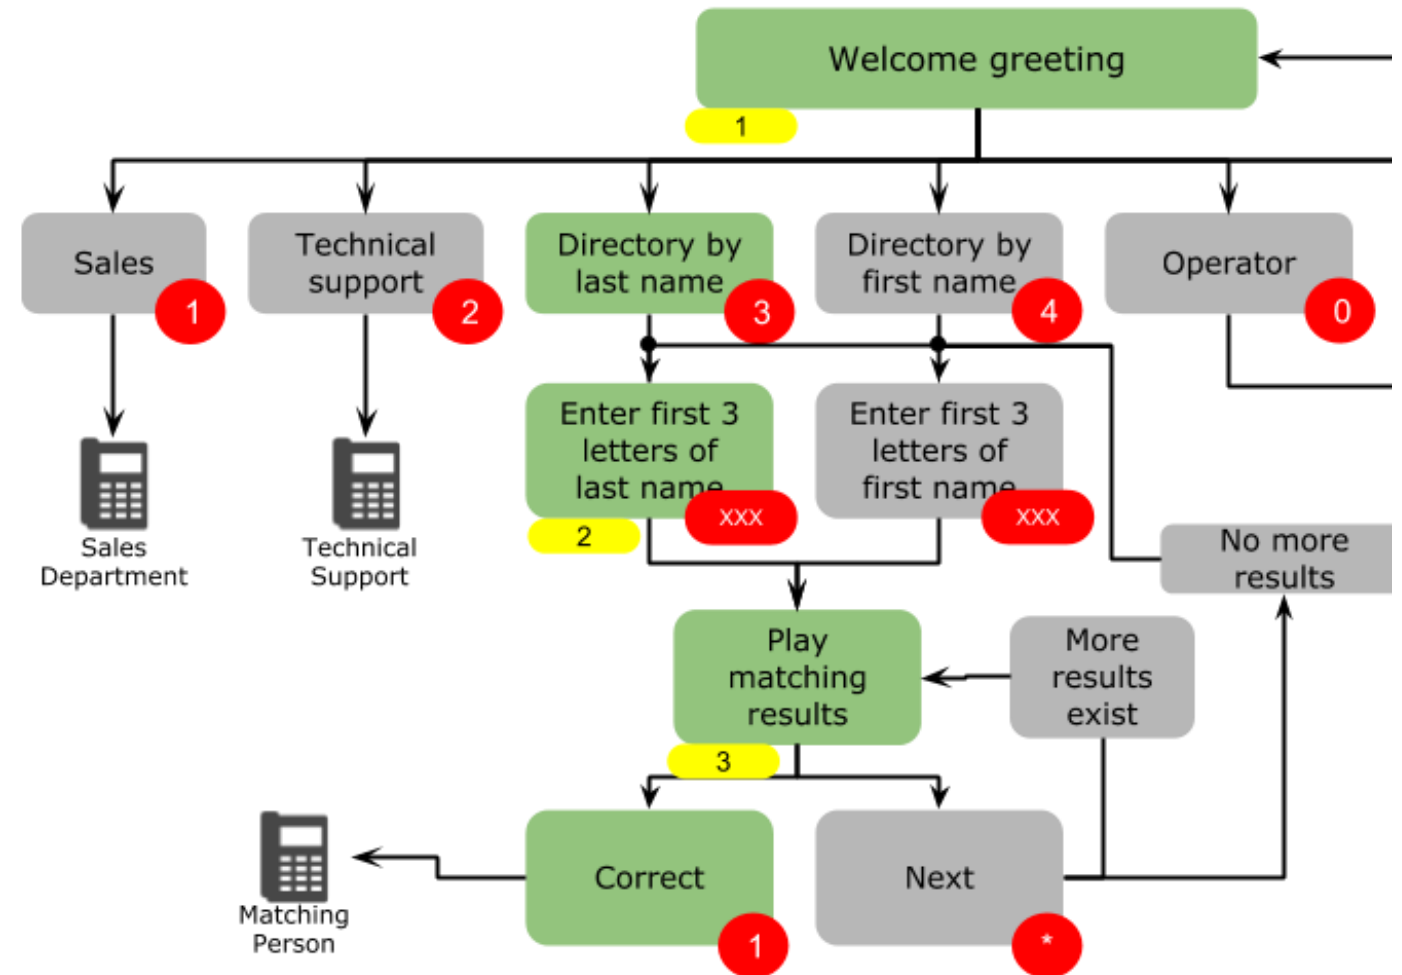 Welcome greeting
1
Sales
1
Technical
support
2
Directory by
last name
3
Directory by
first name
4
Operator
0
Enter first 3
letters of
last name
xxx
2
Enter first 3
letters of
first name
xxx
Sales
Department
Technical
Support
No more
results
Play
matching
results
3
More
results
exist
Matching
Person
Correct
1
Next
*